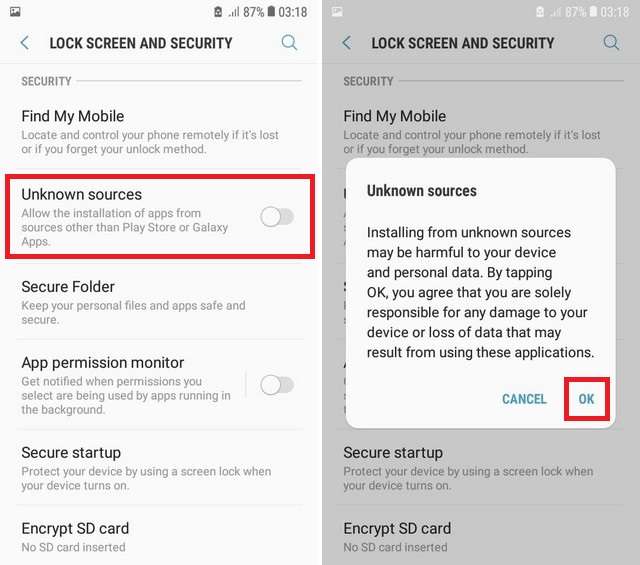 87% 03:18
LOCK SCREEN AND SECURITY
SECURITY
Find My Mobile
Locate and control your phone remotely if it's lost
or if you forget your unlock method.
Unknown sources
Allow the installation of apps from
sources other than Play Store or Galaxy
Apps.
Secure Folder
Keep your personal files and apps safe and
secure.
App permission monitor
Get notified when permissions you
select are being used by apps running in
the background.
Secure startup
Protect your device by using a screen lock when
your device turns on.
Encrypt SD card
No SD card inserted
87% 03:18
LOCK SCREEN AND SECURITY
SECURITY
Find My Mobile
Locate and control your phone remotely if it's lost
or if you forget your unlock method.
Unknown sources
Installing from unknown sources
may be harmful to your device
and personal data. By tapping
OK, you agree that you are solely
responsible for any damage to your
device or loss of data that may
result from using these applications.
CANCEL OK
Secure startup
Protect your device by using a screen lock when
your device turns on.
Encrypt SD card
No SD card inserted